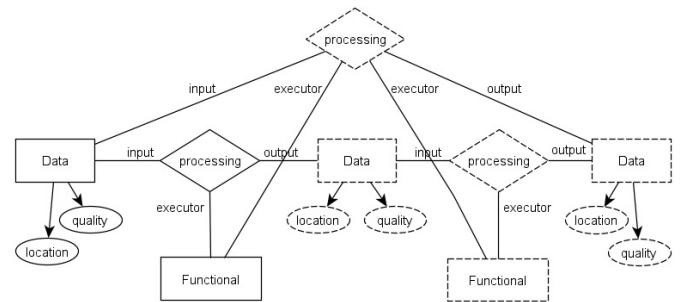 processing
input
executor
executor
output
Data
input
processing
output
Data
input
processing
output
Data
location
quality
executor
location
quality
executor
location
quality
Functional
Functional